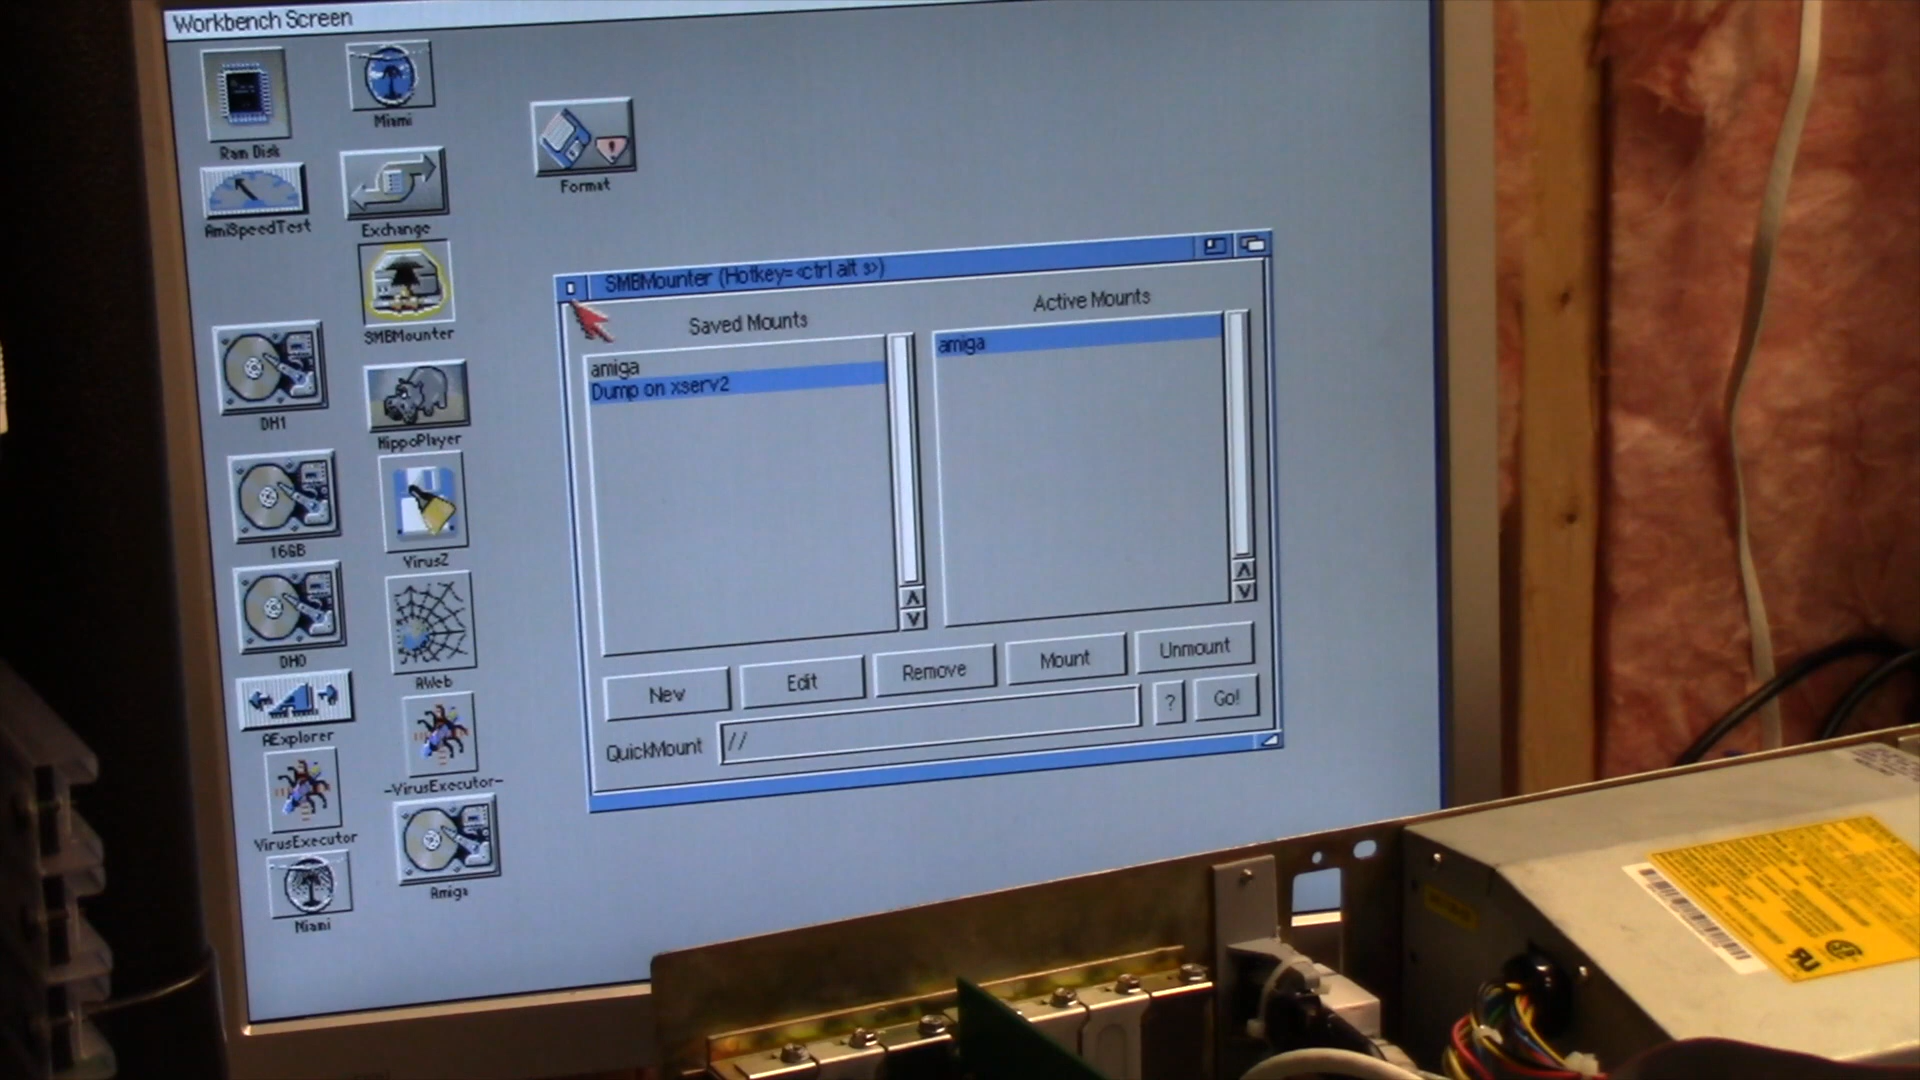 Workbench Screen
Ram Disk
Miami
Format
AmiSpeedTest
Exchange
SMBMounter
DH1
HippoPlayer
16GB
VirusZ
DH0
AWeb
AExplorer
-VirusExecutor-
VirusExecutor
Amiga
Miami
SMBMounter (Hotkey=<ctrl alt s>)
Saved Mounts
Active Mounts
amiga
Dump on xserv2
amiga
New
Edit
Remove
Mount
Unmount
QuickMount
//
?
Go!